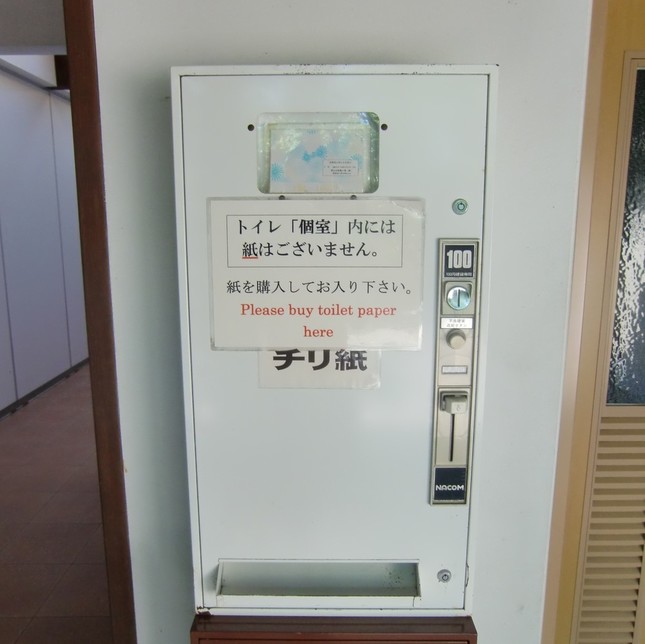 トイレ「個室」内には
紙はございません。
紙を購入してお入り下さい。
Please buy toilet paper
here
チリ紙
100
NACOM